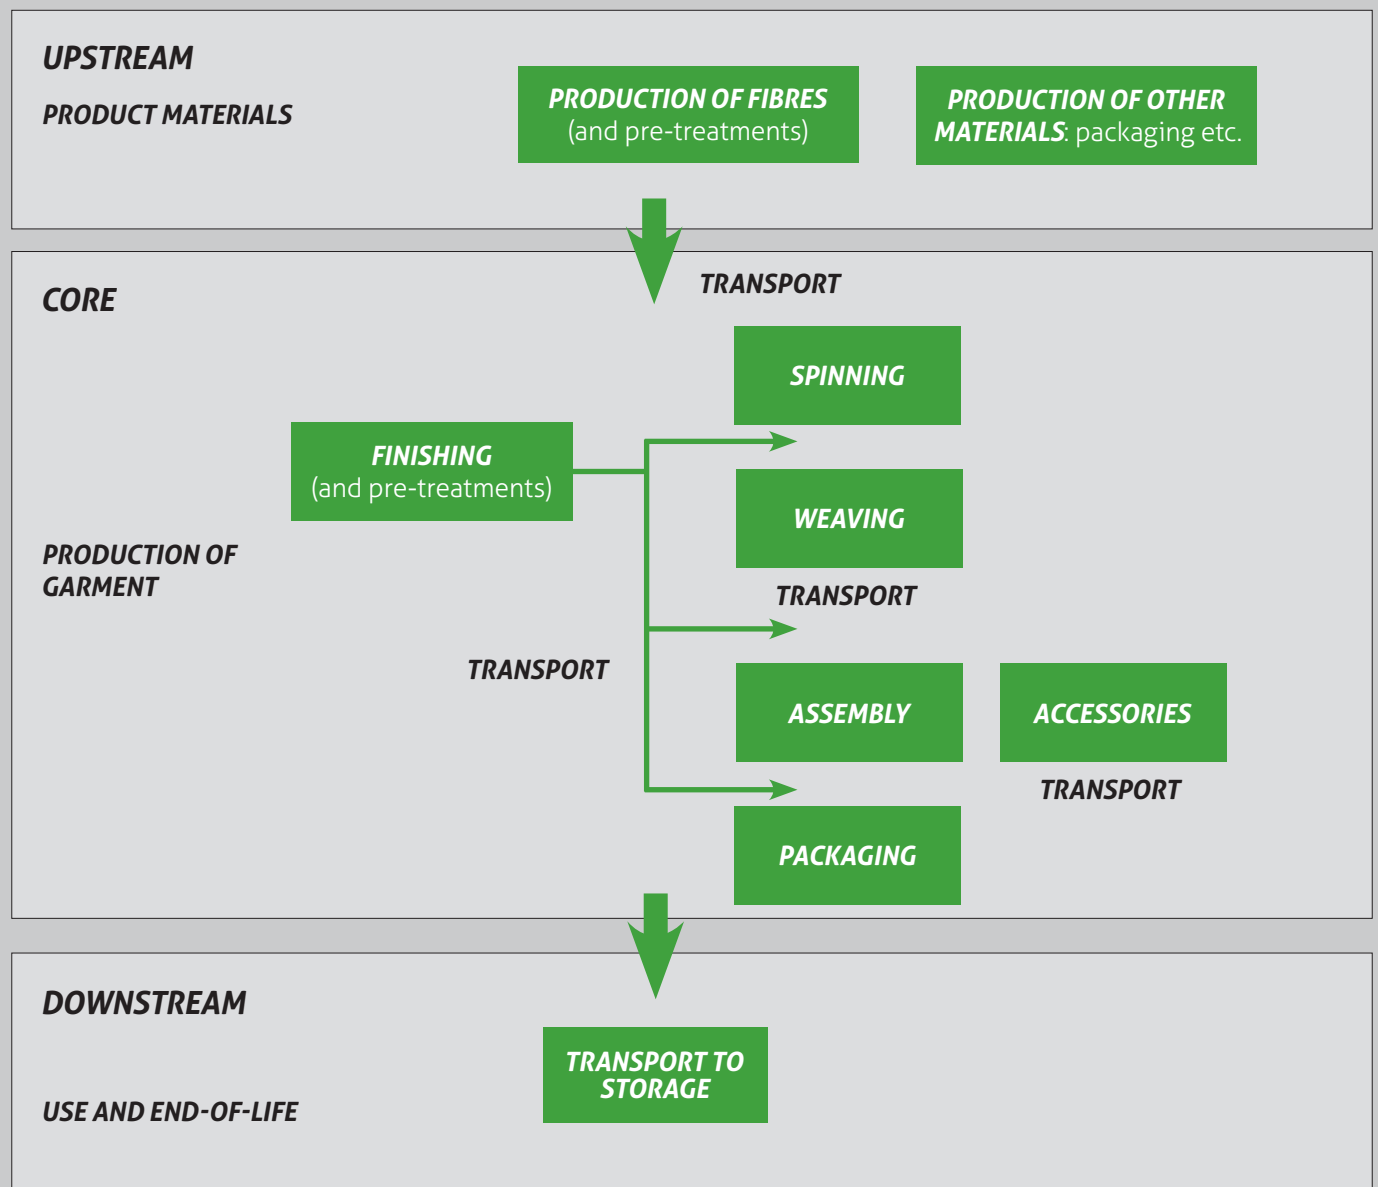 UPSTREAM
PRODUCT MATERIALS
PRODUCTION OF FIBRES
(and pre-treatments)
PRODUCTION OF OTHER
MATERIALS: packaging etc.
CORE
TRANSPORT
SPINNING
FINISHING
(and pre-treatments)
WEAVING
PRODUCTION OF
GARMENT
TRANSPORT
TRANSPORT
ASSEMBLY
ACCESSORIES
TRANSPORT
PACKAGING
DOWNSTREAM
TRANSPORT TO
STORAGE
USE AND END-OF-LIFE